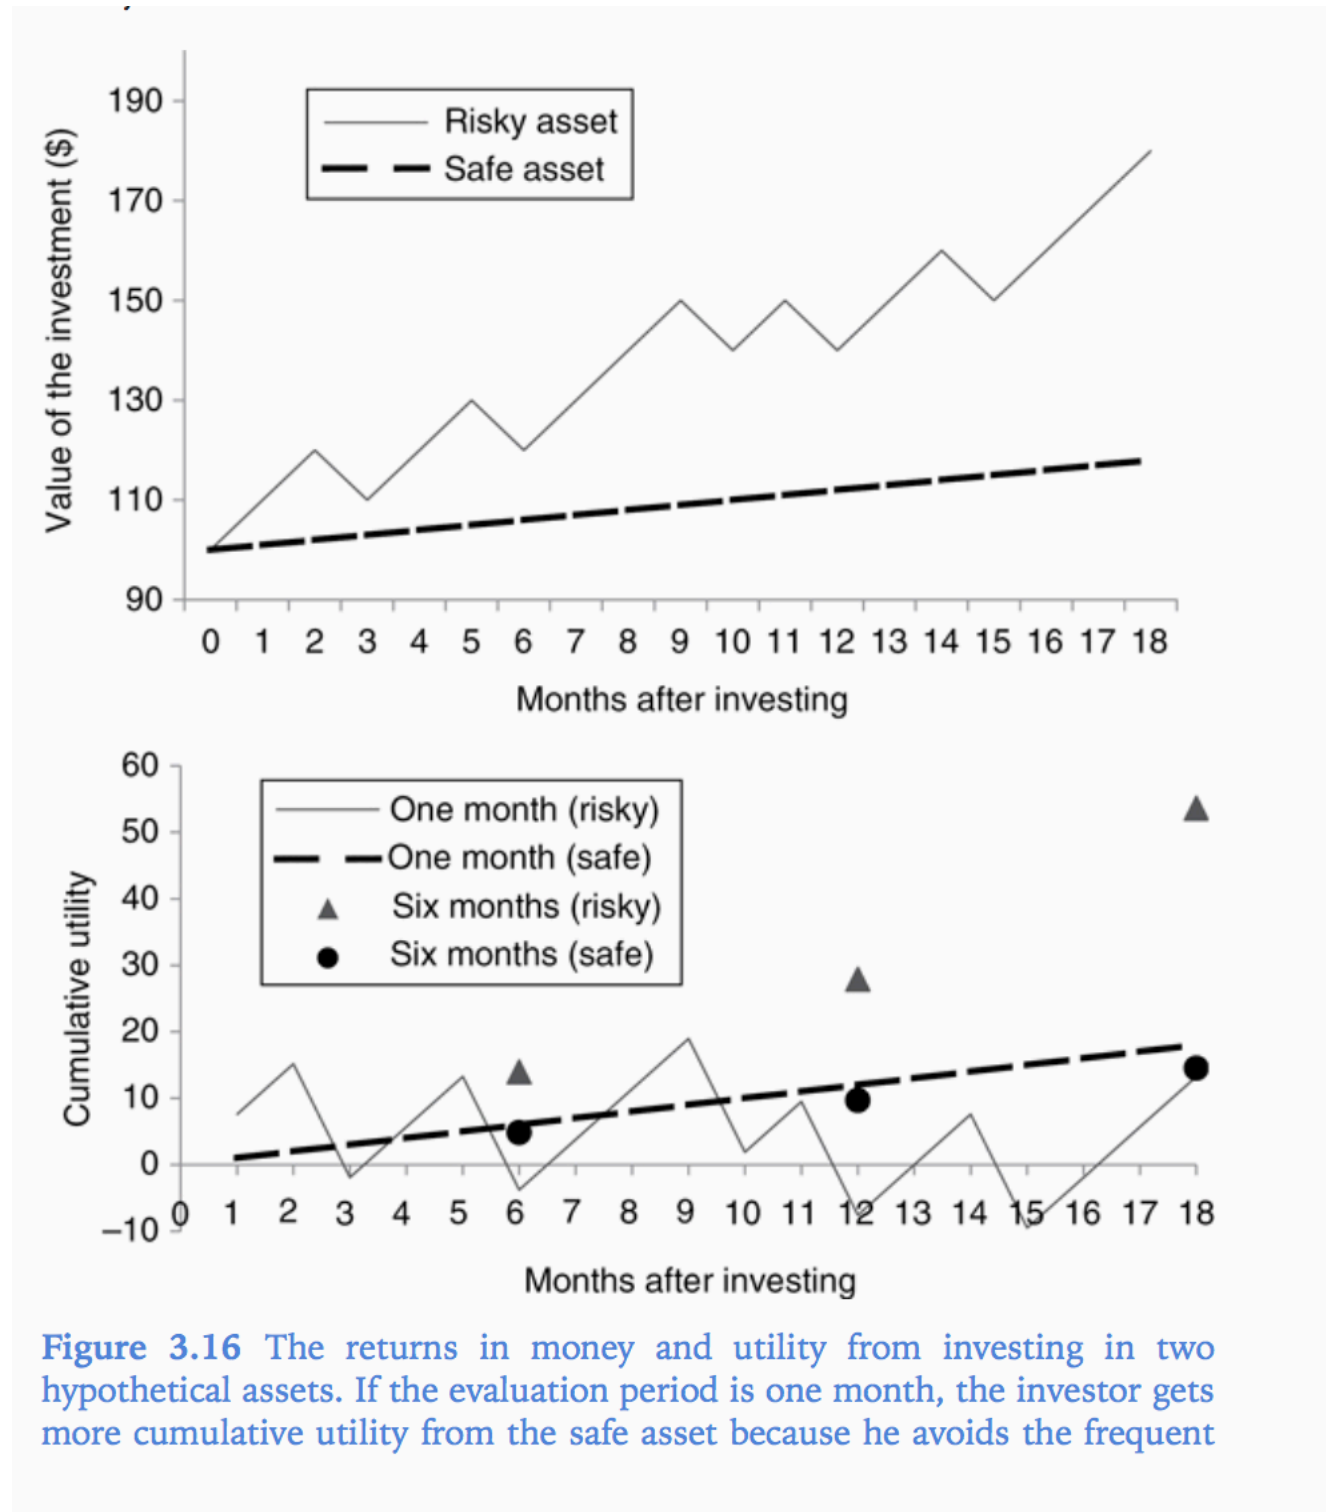 190
170
150
130
110
90
Value of the investment ($)
Risky asset
Safe asset
0 1 2 3 4 5 6 7 8 9 10 11 12 13 14 15 16 17 18
Months after investing
60
50
40
30
20
10
0
–10
Cumulative utility
One month (risky)
One month (safe)
Six months (risky)
Six months (safe)
0 1 2 3 4 5 6 7 8 9 10 11 12 13 14 15 16 17 18
Months after investing
Figure 3.16 The returns in money and utility from investing in two
hypothetical assets. If the evaluation period is one month, the investor gets
more cumulative utility from the safe asset because he avoids the frequent